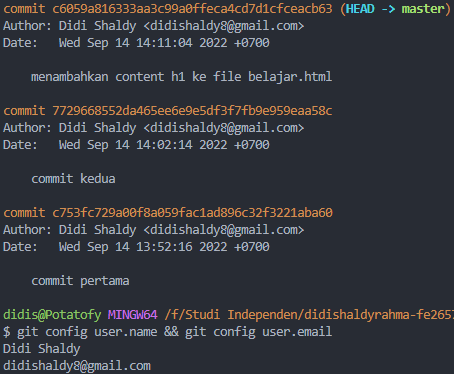 commit c6059a816333aa3c99a0ffeca4cd7d1cfceacb63 (HEAD -> master)
Author: Didi Shaldy <didishaldy8@gmail.com>
Date:   Wed Sep 14 14:11:04 2022 +0700
menambahkan content h1 ke file belajar.html
commit 7729668552da465ee6e9e5df3f7fb9e959eaa58c
Author: Didi Shaldy <didishaldy8@gmail.com>
Date:   Wed Sep 14 14:02:14 2022 +0700
commit kedua
commit c753fc729a00f8a059fac1ad896c32f3221aba60
Author: Didi Shaldy <didishaldy8@gmail.com>
Date:   Wed Sep 14 13:52:16 2022 +0700
commit pertama
didis@Potatofy MINGW64 /f/Studi Independen/didishaldyrahma-fe2657
$ git config user.name && git config user.email
Didi Shaldy
didishaldy8@gmail.com